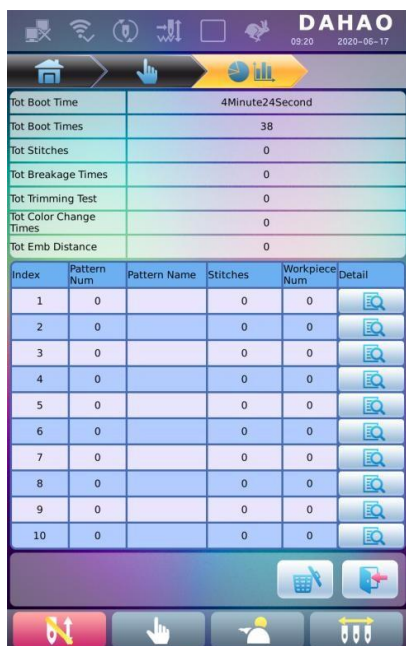 DAHAO
09:20 2020-06-17
Tot Boot Time 4Minute24Second
Tot Boot Times 38
Tot Stitches 0
Tot Breakage Times 0
Tot Trimming Test 0
Tot Color Change
Times 0
Tot Emb Distance 0
Index Pattern Num Pattern Name Stitches Workpiece Num Detail
1 0 0 0
2 0 0 0
3 0 0 0
4 0 0 0
5 0 0 0
6 0 0 0
7 0 0 0
8 0 0 0
9 0 0 0
10 0 0 0